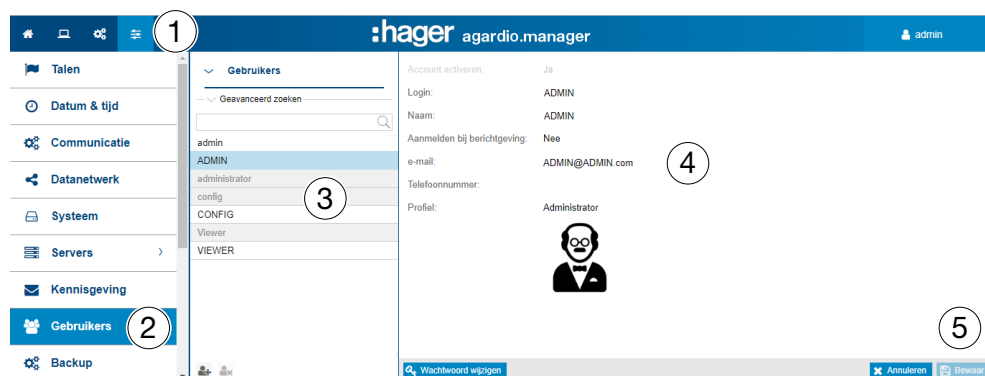 1
:hager agardio.manager
admin
Talen
Datum & tijd
Communicatie
Datanetwerk
Systeem
Servers
Kennisgeving
Gebruikers
2
Backup
Gebruikers
Geavanceerd zoeken
admin
ADMIN
administrator
config
CONFIG
Viewer
VIEWER
3
Account activeren: Ja
Login: ADMIN
Naam: ADMIN
Aanmelden bij berichtgeving: Nee
e-mail: ADMIN@ADMIN.com
Telefoonnummer:
Profiel: Administrator
4
5
Wachtwoord wijzigen
Annuleren
Bewaar